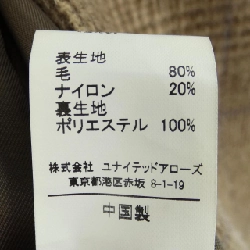 表生地
毛 80%
ナイロン 20%
裏生地
ポリエステル 100%
株式会社 ユナイテッドアローズ
東京都港区赤坂 8-1-19
中国製